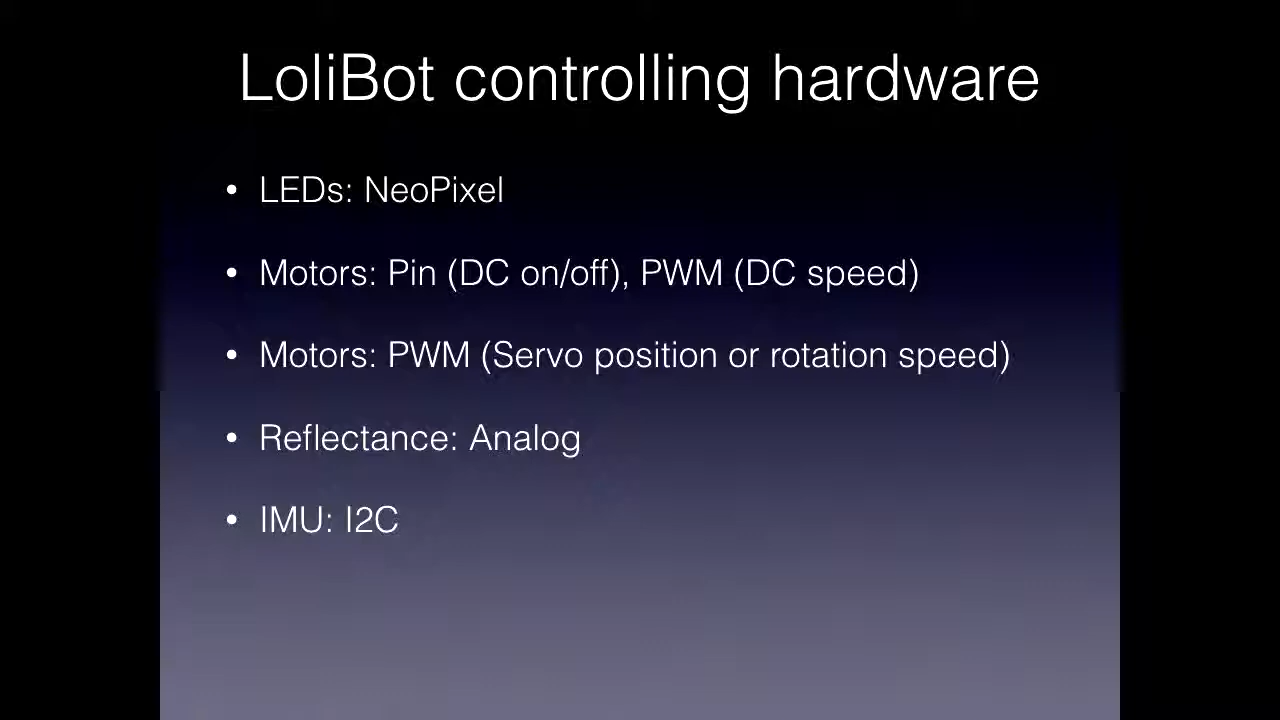 LoliBot controlling hardware
• LEDs: NeoPixel
• Motors: Pin (DC on/off), PWM (DC speed)
• Motors: PWM (Servo position or rotation speed)
• Reflectance: Analog
• IMU: I2C